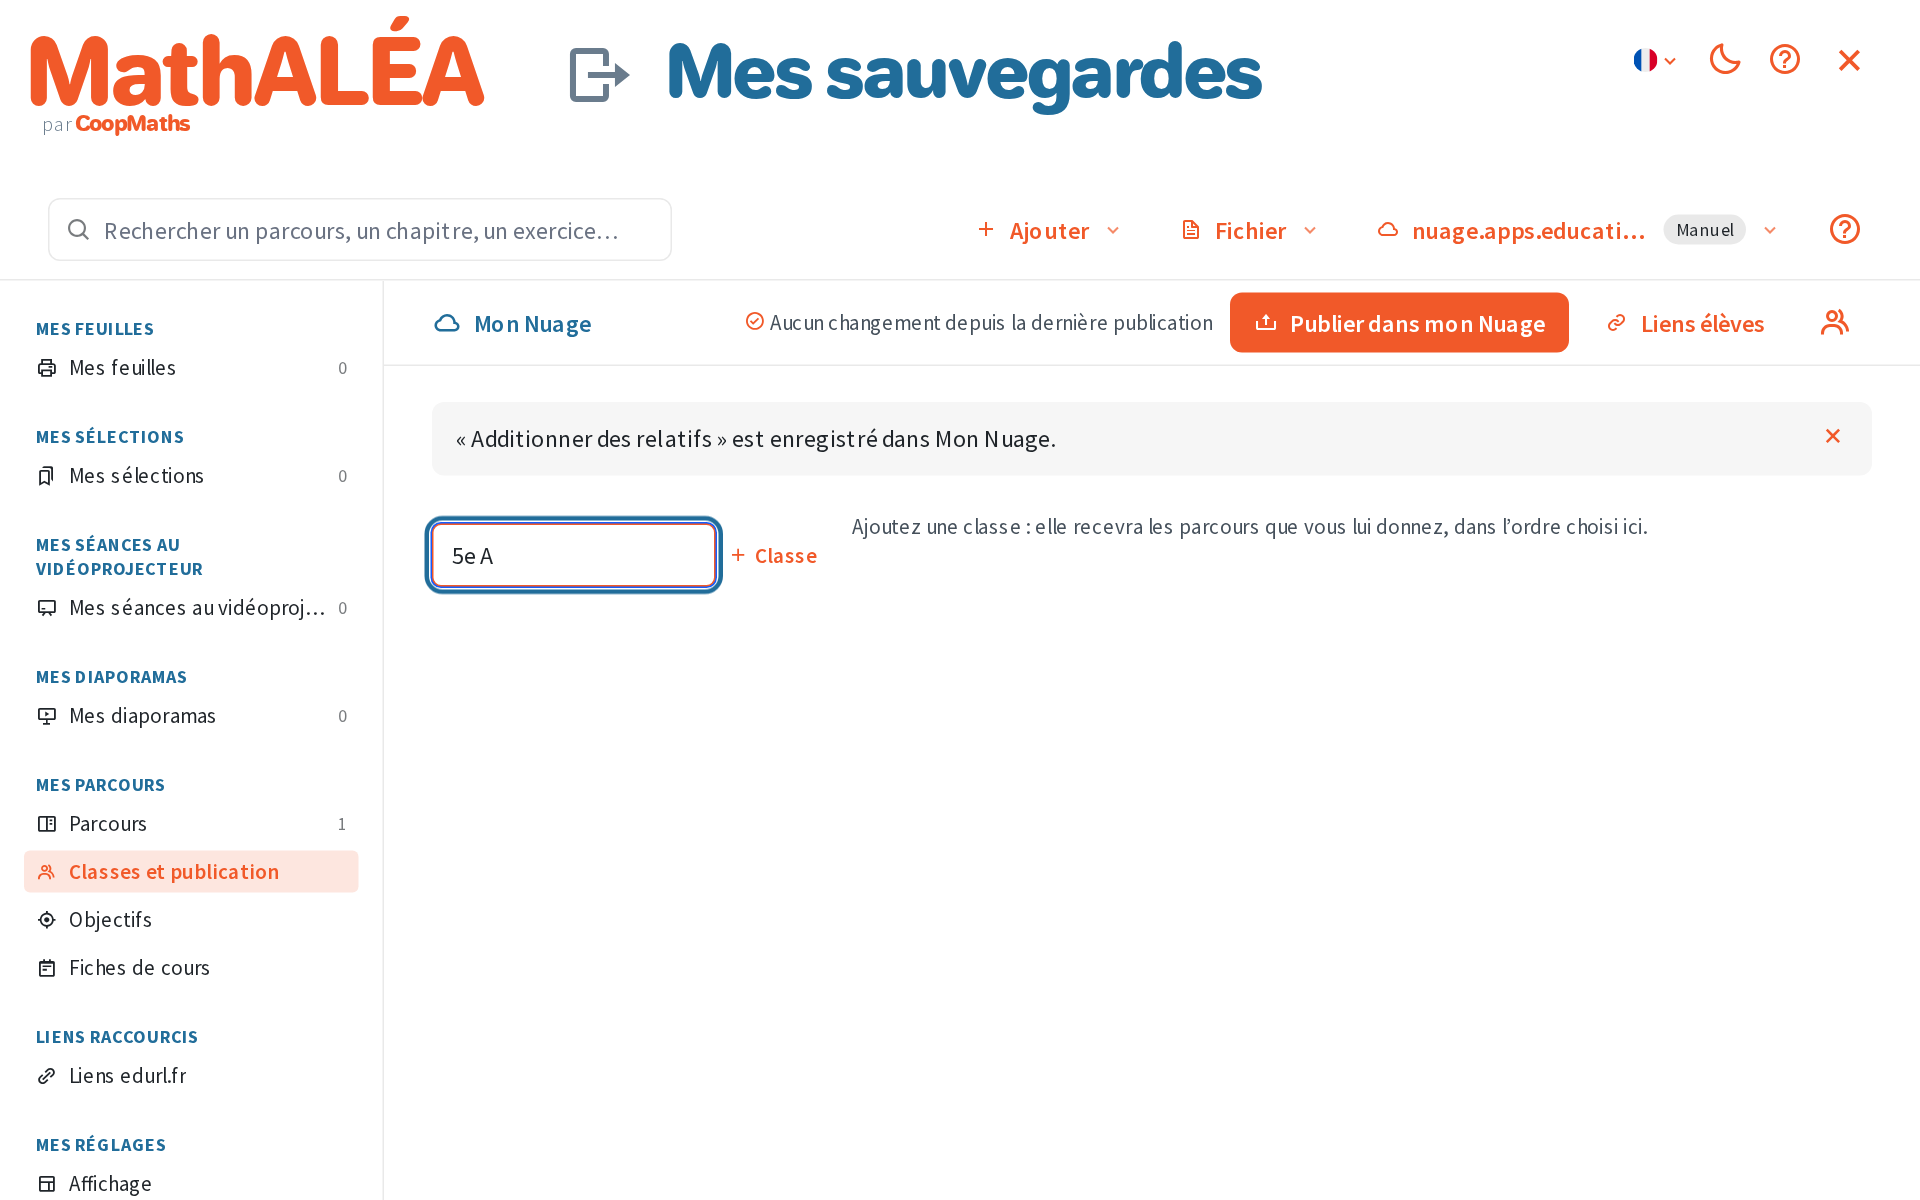 MathALÉA
par CoopMaths
Mes sauvegardes
Rechercher un parcours, un chapitre, un exercice…
Ajouter
Fichier
nuage.apps.educati…
Manuel
MES FEUILLES
Mes feuilles 0
MES SÉLECTIONS
Mes sélections 0
MES SÉANCES AU
VIDÉOPROJECTEUR
Mes séances au vidéoproj… 0
MES DIAPORAMAS
Mes diaporamas 0
MES PARCOURS
Parcours 1
Classes et publication
Objectifs
Fiches de cours
LIENS RACCOURCIS
Liens edurl.fr
MES RÉGLAGES
Affichage
Mon Nuage
Aucun changement depuis la dernière publication
Publier dans mon Nuage
Liens élèves
« Additionner des relatifs » est enregistré dans Mon Nuage.
5e A
Classe
Ajoutez une classe : elle recevra les parcours que vous lui donnez, dans l’ordre choisi ici.